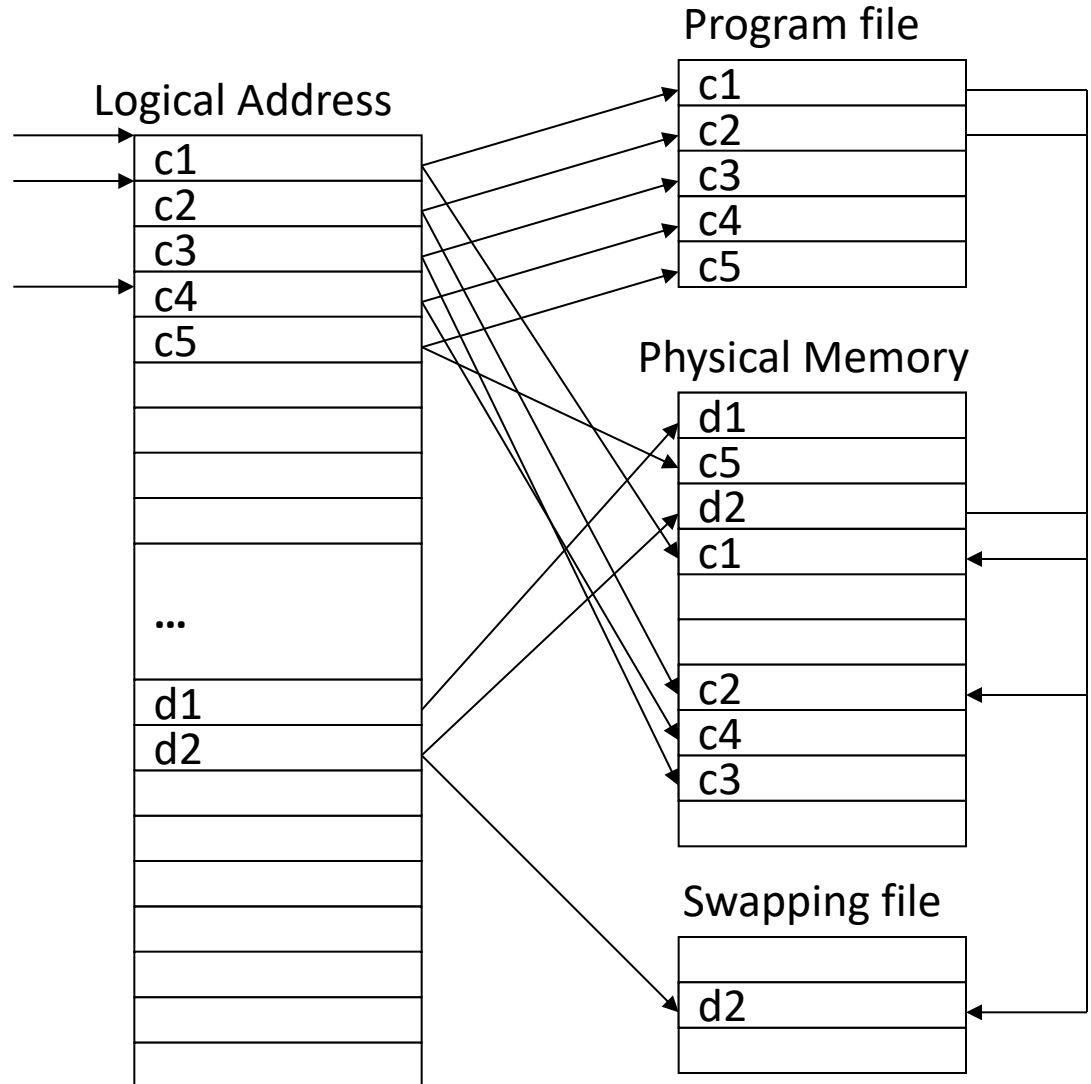 Logical Address
c1
c2
c3
c4
c5
...
d1
d2
Program file
c1
c2
c3
c4
c5
Physical Memory
d1
c5
d2
c1
c2
c4
c3
Swapping file
d2